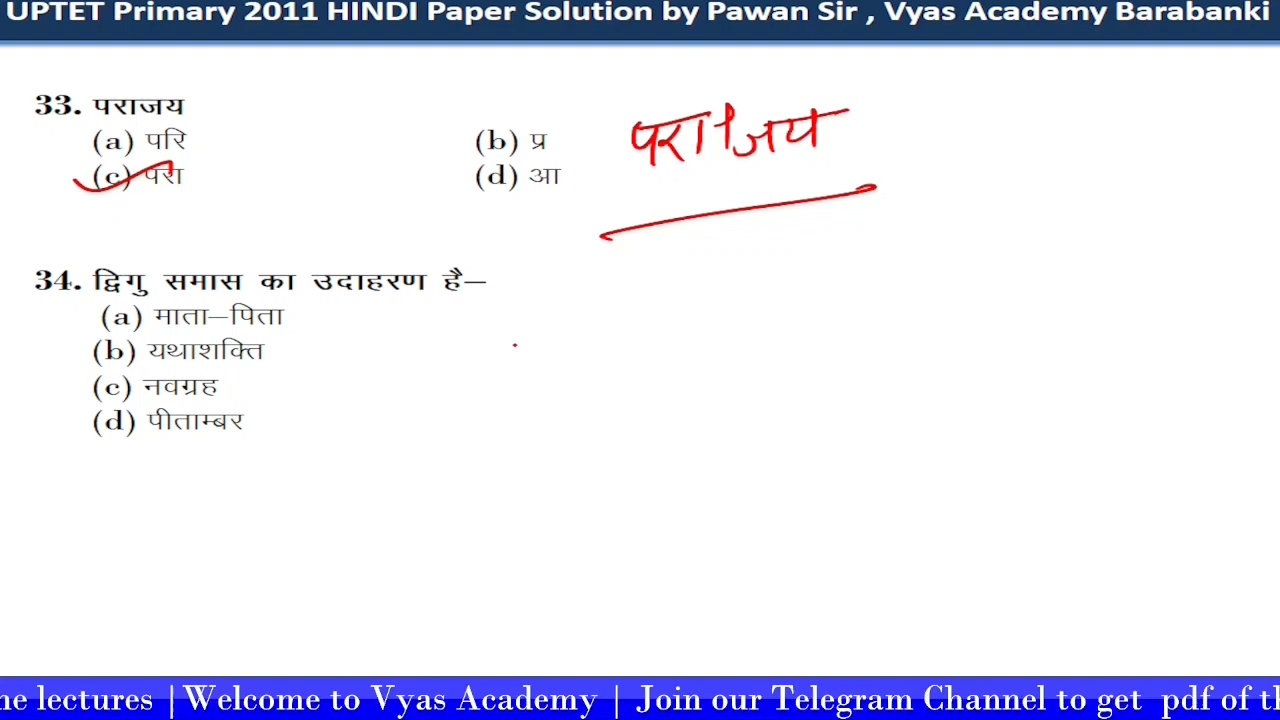 UPTET Primary 2011 HINDI Paper Solution by Pawan Sir , Vyas Academy Barabanki
33. पराजय
(a) परि (b) प्र
(c) परा (d) आ
परा+जय
34. द्विगु समास का उदाहरण है–
(a) माता–पिता
(b) यथाशक्ति
(c) नवग्रह
(d) पीताम्बर
ne lectures | Welcome to Vyas Academy | Join our Telegram Channel to get pdf of th